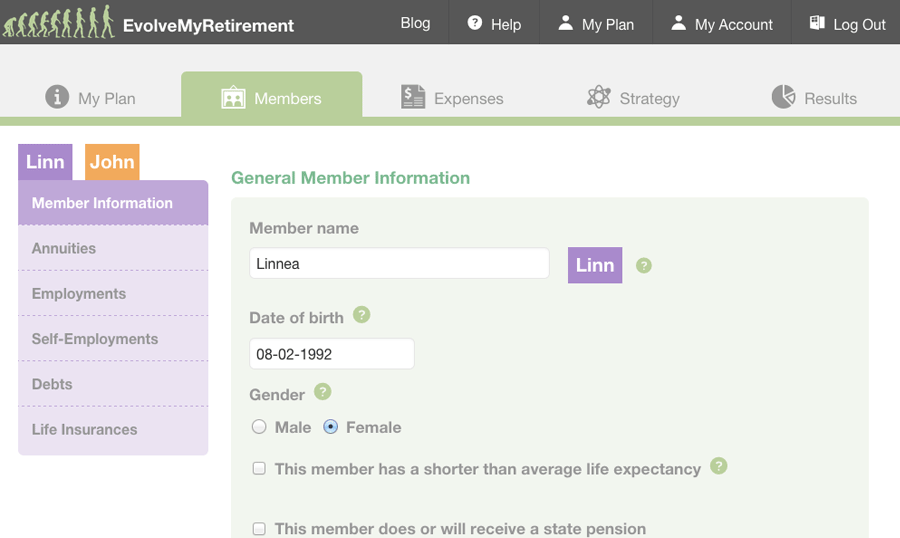 EvolveMyRetirement
Blog
Help
My Plan
My Account
Log Out
My Plan
Members
Expenses
Strategy
Results
Linn
John
Member Information
Annuities
Employments
Self-Employments
Debts
Life Insurances
General Member Information
Member name
Linnea
Linn
Date of birth
08-02-1992
Gender
Male
Female
This member has a shorter than average life expectancy
This member does or will receive a state pension